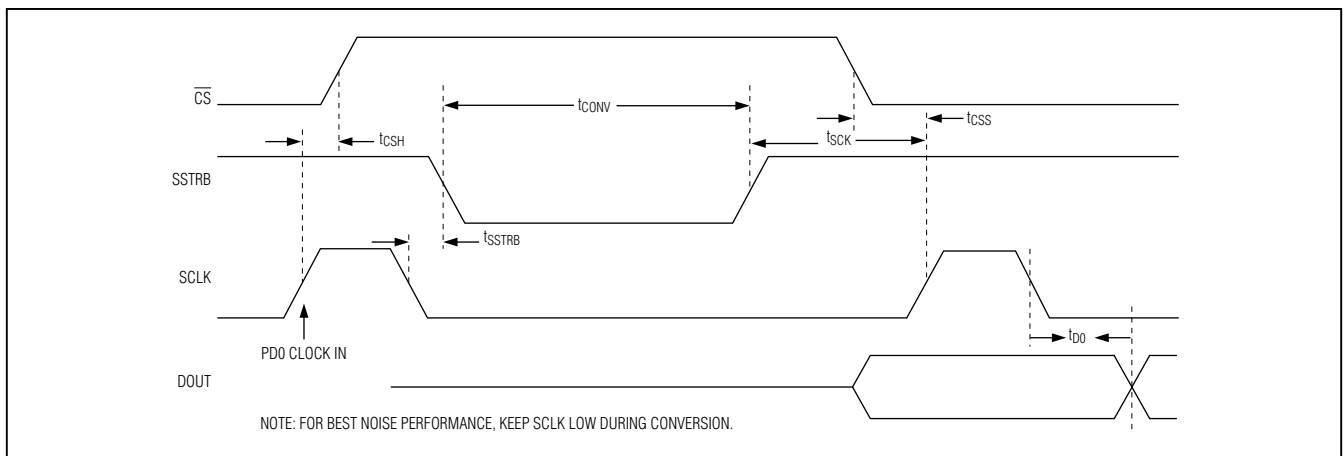 CS
tCONV
tCSS
tCSH
tSCK
SSTRB
tSSTRB
SCLK
PD0 CLOCK IN
tD0
DOUT
NOTE: FOR BEST NOISE PERFORMANCE, KEEP SCLK LOW DURING CONVERSION.